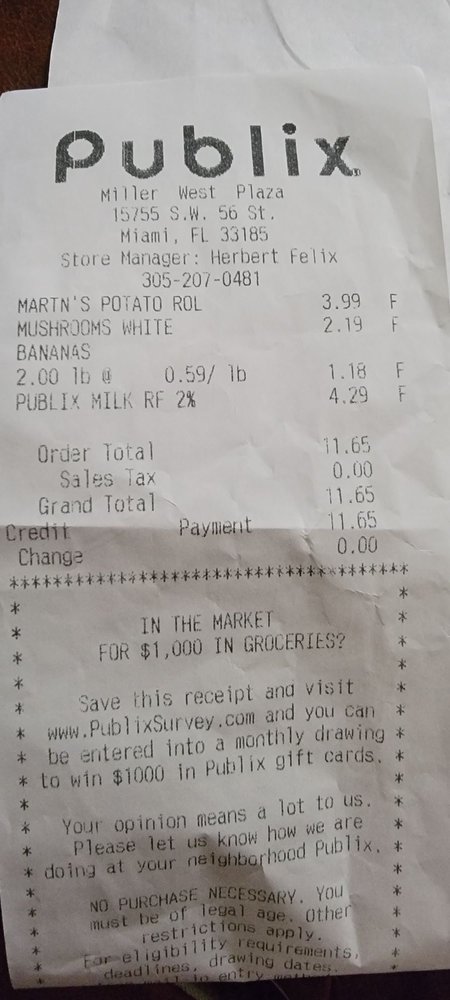 Publix
Miller West Plaza
15755 S.W. 56 St.
Miami, FL 33185
Store Manager: Herbert Felix
305-207-0481
MARTN'S POTATO ROL 3.99 F
MUSHROOMS WHITE 2.19 F
BANANAS
2.00 lb @ 0.59/ lb 1.18 F
PUBLIX MILK RF 2% 4.29 F
Order Total 11.65
Sales Tax 0.00
Grand Total 11.65
Credit Payment 11.65
Change 0.00
****************************************
* *
* IN THE MARKET *
* FOR $1,000 IN GROCERIES? *
* *
* Save this receipt and visit *
* www.PublixSurvey.com and you can *
* be entered into a monthly drawing *
* to win $1000 in Publix gift cards. *
* *
* Your opinion means a lot to us. *
* Please let us know how we are *
* doing at your neighborhood Publix. *
* *
* NO PURCHASE NECESSARY. You *
* must be of legal age. Other *
* restrictions apply. *
* For eligibility requirements, *
* deadlines, drawing dates, *
in entry